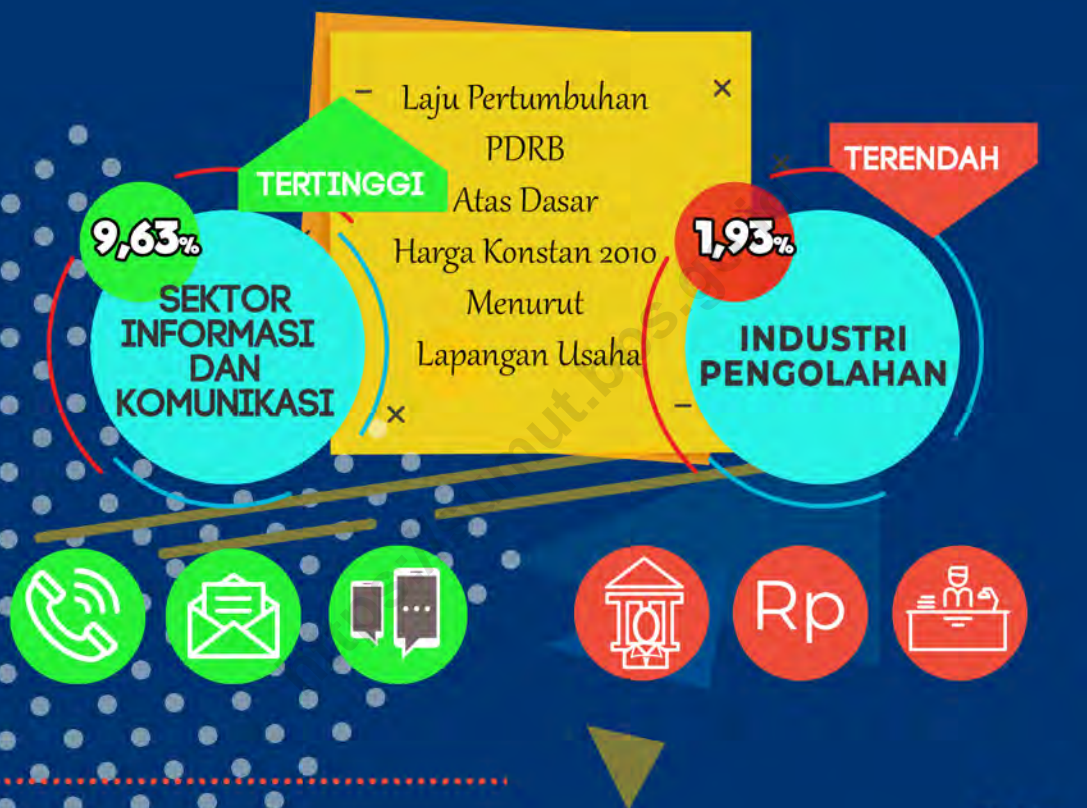 Laju Pertumbuhan
PDRB
Atas Dasar
Harga Konstan 2010
Menurut
Lapangan Usaha
TERTINGGI
9,63%
SEKTOR
INFORMASI
DAN
KOMUNIKASI
TERENDAH
1,93%
INDUSTRI
PENGOLAHAN
Rp